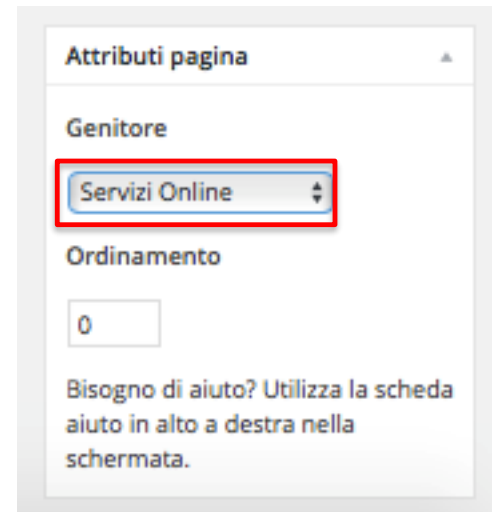 Attributi pagina
Genitore
Servizi Online
Ordinamento
0
Bisogno di aiuto? Utilizza la scheda
aiuto in alto a destra nella
schermata.